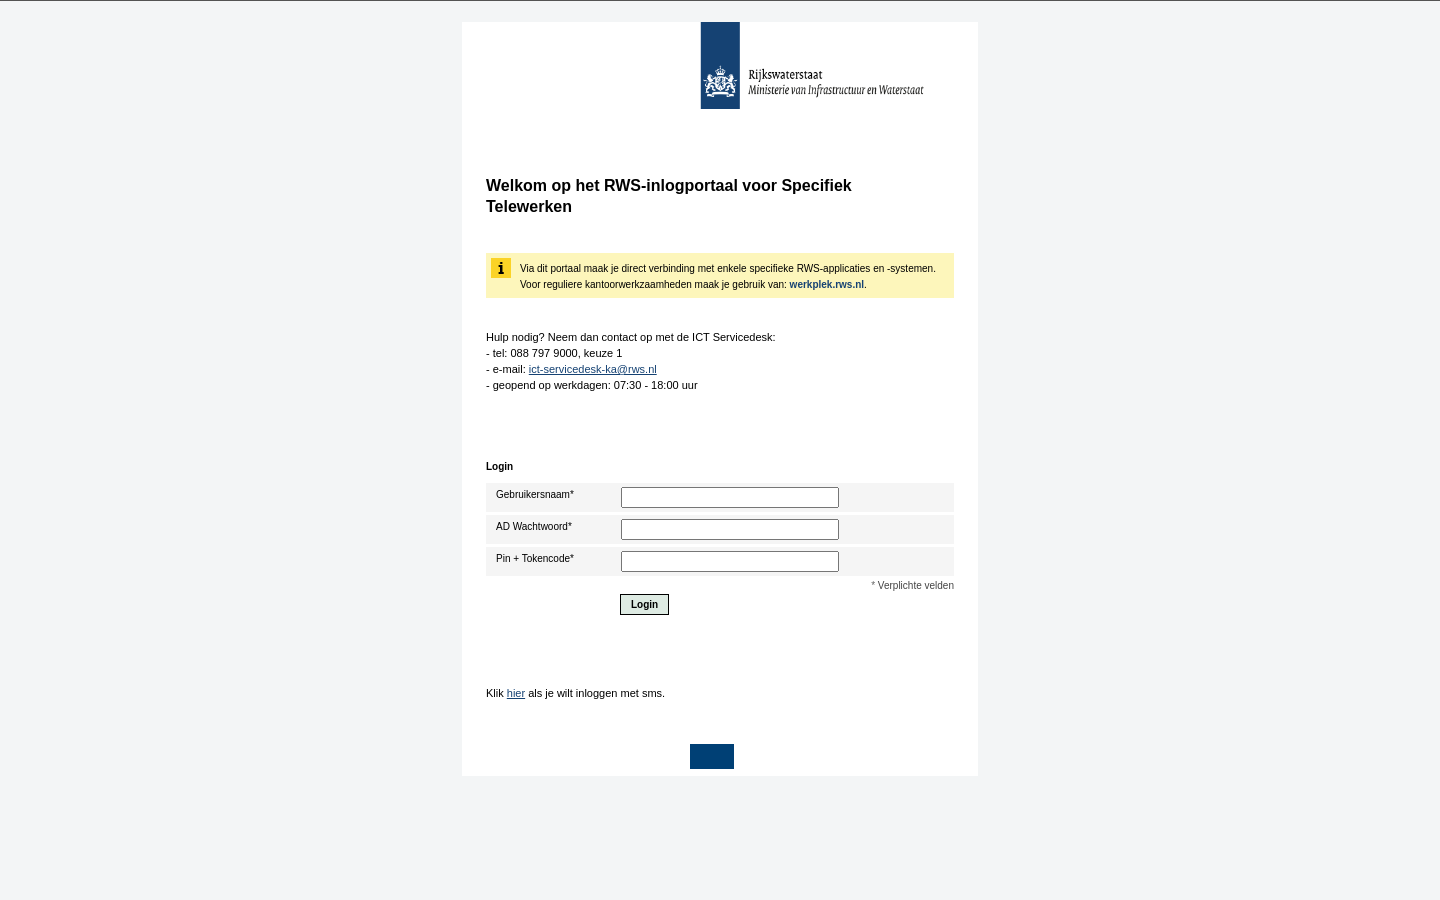 Rijkswaterstaat
Ministerie van Infrastructuur en Waterstaat
Welkom op het RWS-inlogportaal voor Specifiek
Telewerken
Via dit portaal maak je direct verbinding met enkele specifieke RWS-applicaties en -systemen.
Voor reguliere kantoorwerkzaamheden maak je gebruik van: werkplek.rws.nl.
Hulp nodig? Neem dan contact op met de ICT Servicedesk:
- tel: 088 797 9000, keuze 1
- e-mail: ict-servicedesk-ka@rws.nl
- geopend op werkdagen: 07:30 - 18:00 uur
Login
Gebruikersnaam*
AD Wachtwoord*
Pin + Tokencode*
* Verplichte velden
Login
Klik hier als je wilt inloggen met sms.